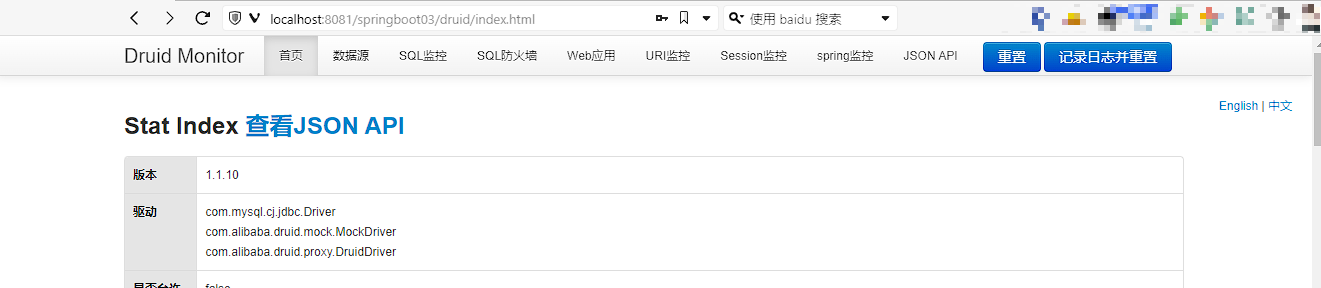 localhost:8081/springboot03/druid/index.html
使用 baidu 搜索
Druid Monitor 首页 数据源 SQL监控 SQL防火墙 Web应用 URI监控 Session监控 spring监控 JSON API 重置 记录日志并重置
English | 中文
Stat Index 查看JSON API
版本 1.1.10
驱动 com.mysql.cj.jdbc.Driver
com.alibaba.druid.mock.MockDriver
com.alibaba.druid.proxy.DruidDriver
是否允许 false